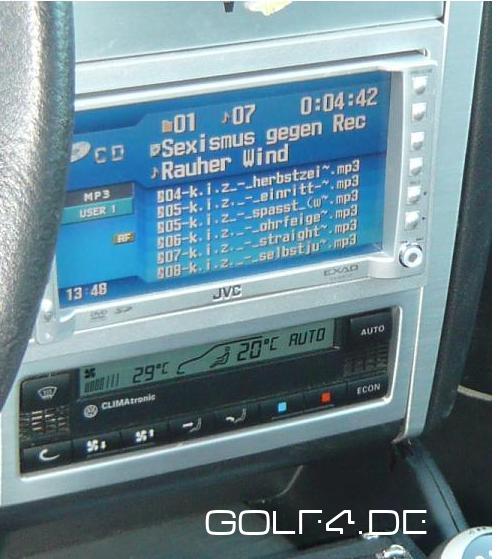 01 ♪07 0:04:42
CD
Sexismus gegen Rec
♪Rauher Wind
MP3
USER 1
RF
04-k.i.z._-_herbstzei~.mp3
05-k.i.z._-_einritt-~.mp3
05-k.i.z._-_spasst_(w~.mp3
06-k.i.z._-_ohrfeige~.mp3
07-k.i.z._-_straight~.mp3
08-k.i.z._-_selbstju~.mp3
13:48
JVC
EXAD
29°C 20°C AUTO
AUTO
CLIMAtronic
ECON
GOLF4.DE